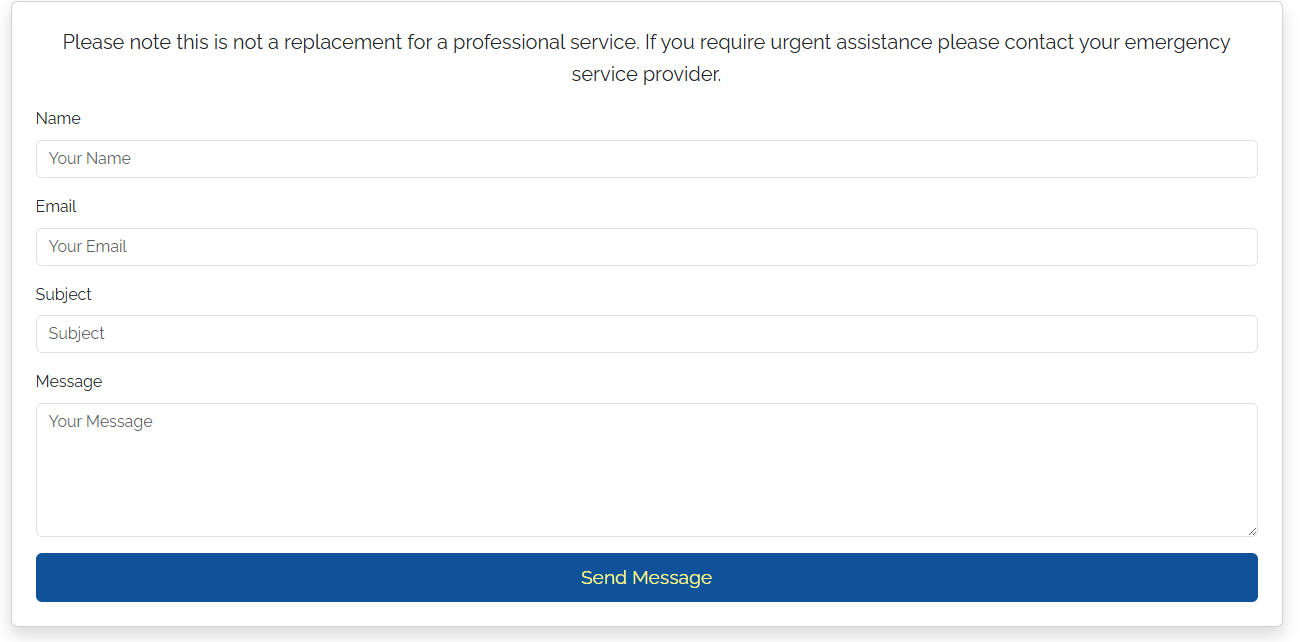 Please note this is not a replacement for a professional service. If you require urgent assistance please contact your emergency
service provider.
Name
Your Name
Email
Your Email
Subject
Subject
Message
Your Message
Send Message